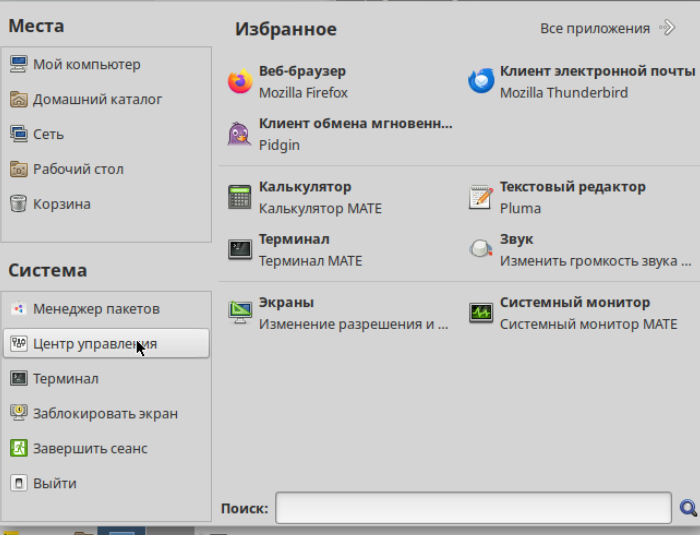 Места
Мой компьютер
Домашний каталог
Сеть
Рабочий стол
Корзина
Система
Менеджер пакетов
Центр управления
Терминал
Заблокировать экран
Завершить сеанс
Выйти
Избранное
Все приложения
Веб-браузер
Mozilla Firefox
Клиент электронной почты
Mozilla Thunderbird
Клиент обмена мгновенн...
Pidgin
Калькулятор
Калькулятор MATE
Текстовый редактор
Pluma
Терминал
Терминал MATE
Звук
Изменить громкость звука ...
Экраны
Изменение разрешения и ...
Системный монитор
Системный монитор MATE
Поиск: